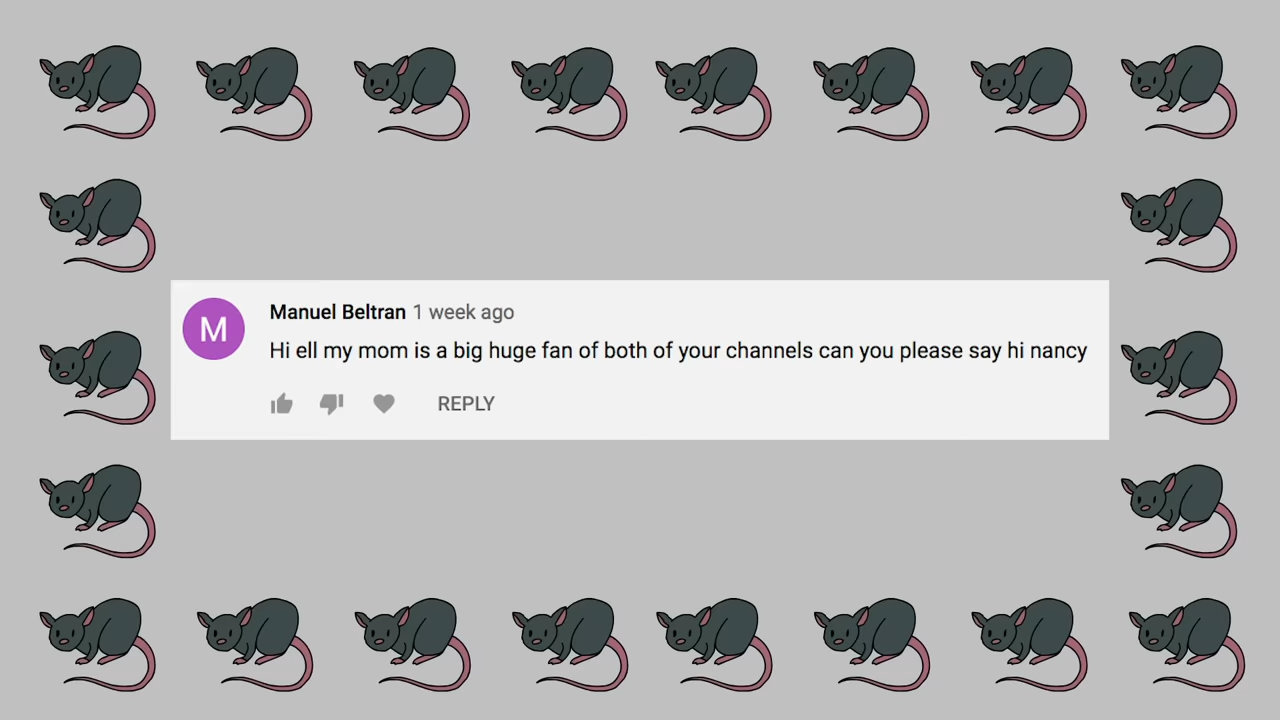 M
Manuel Beltran 1 week ago
Hi ell my mom is a big huge fan of both of your channels can you please say hi nancy
REPLY